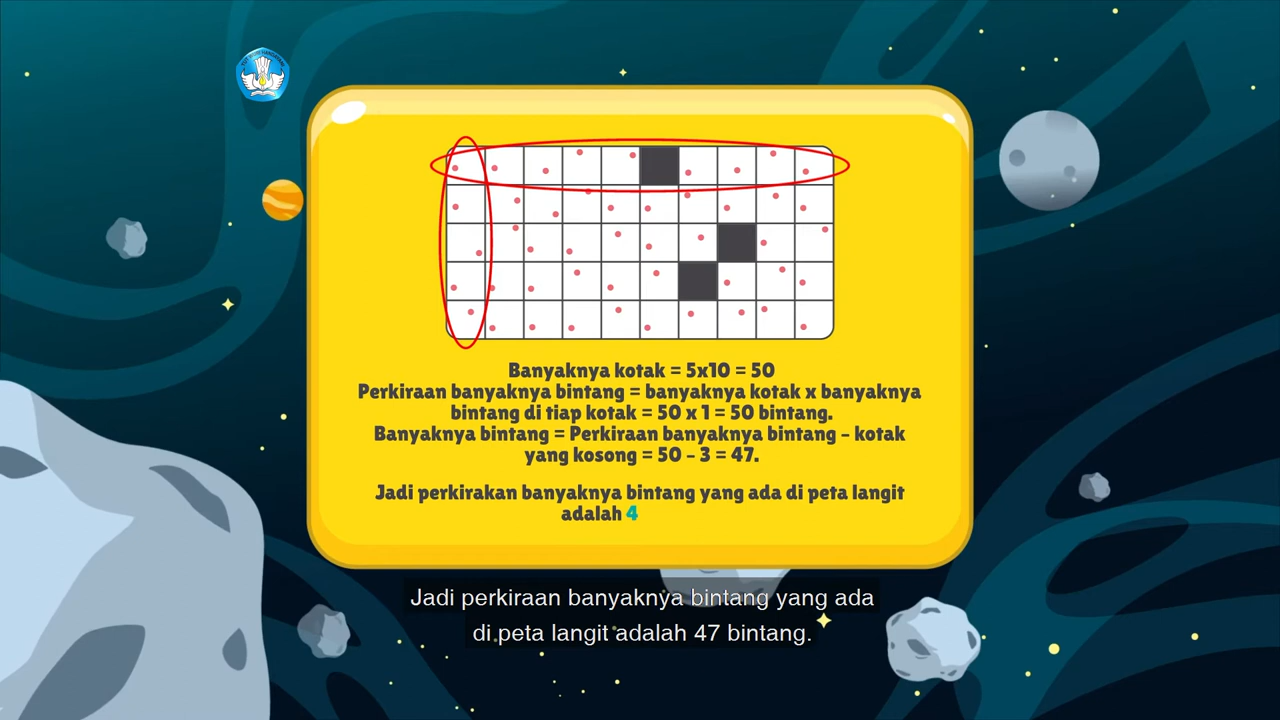 Banyaknya kotak = 5x10 = 50
Perkiraan banyaknya bintang = banyaknya kotak x banyaknya
bintang di tiap kotak = 50 x 1 = 50 bintang.
Banyaknya bintang = Perkiraan banyaknya bintang – kotak
yang kosong = 50 – 3 = 47.
Jadi perkirakan banyaknya bintang yang ada di peta langit
adalah 4
Jadi perkiraan banyaknya bintang yang ada
di peta langit adalah 47 bintang.